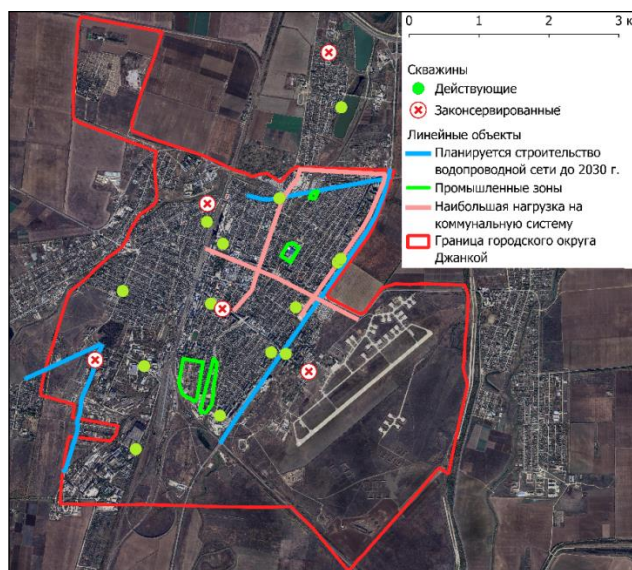 0 1 2 3 км
Скважины
Действующие
Законсервированные
Линейные объекты
Планируется строительство
водопроводной сети до 2030 г.
Промышленные зоны
Наибольшая нагрузка на
коммунальную систему
Граница городского округа
Джанкой